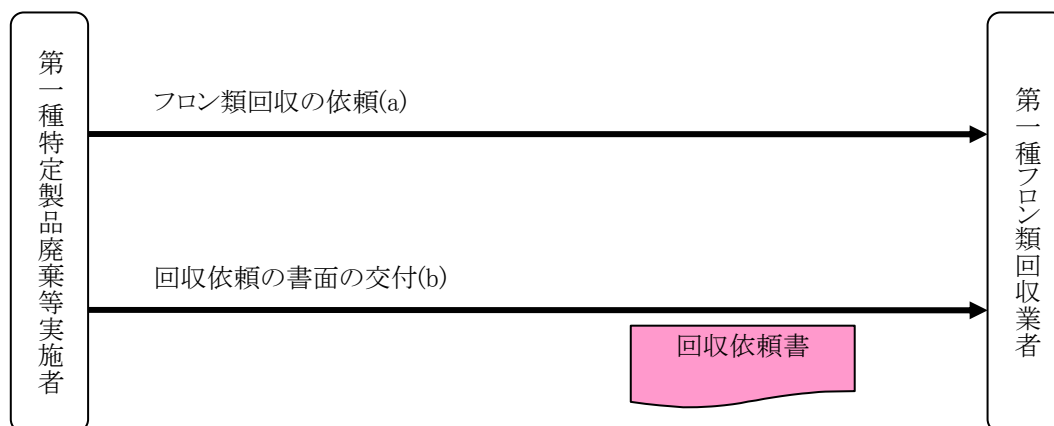 第一種特定製品廃棄等実施者
フロン類回収の依頼(a)
回収依頼の書面の交付(b)
回収依頼書
第一種フロン類回収業者